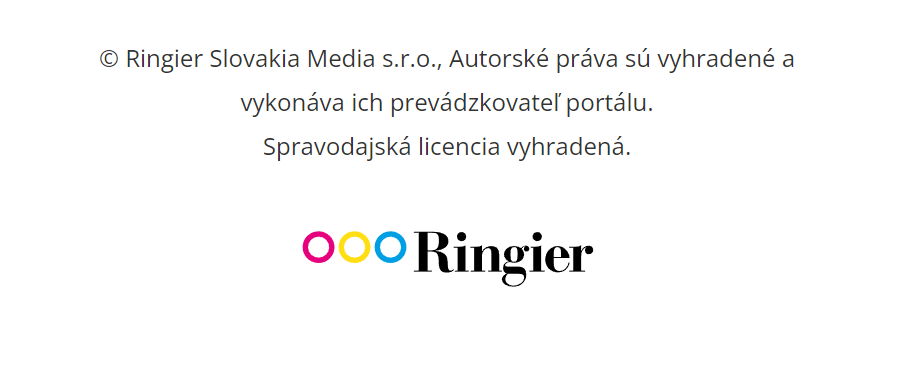 © Ringier Slovakia Media s.r.o., Autorské práva sú vyhradené a
vykonáva ich prevádzkovateľ portálu.
Spravodajská licencia vyhradená.
Ringier